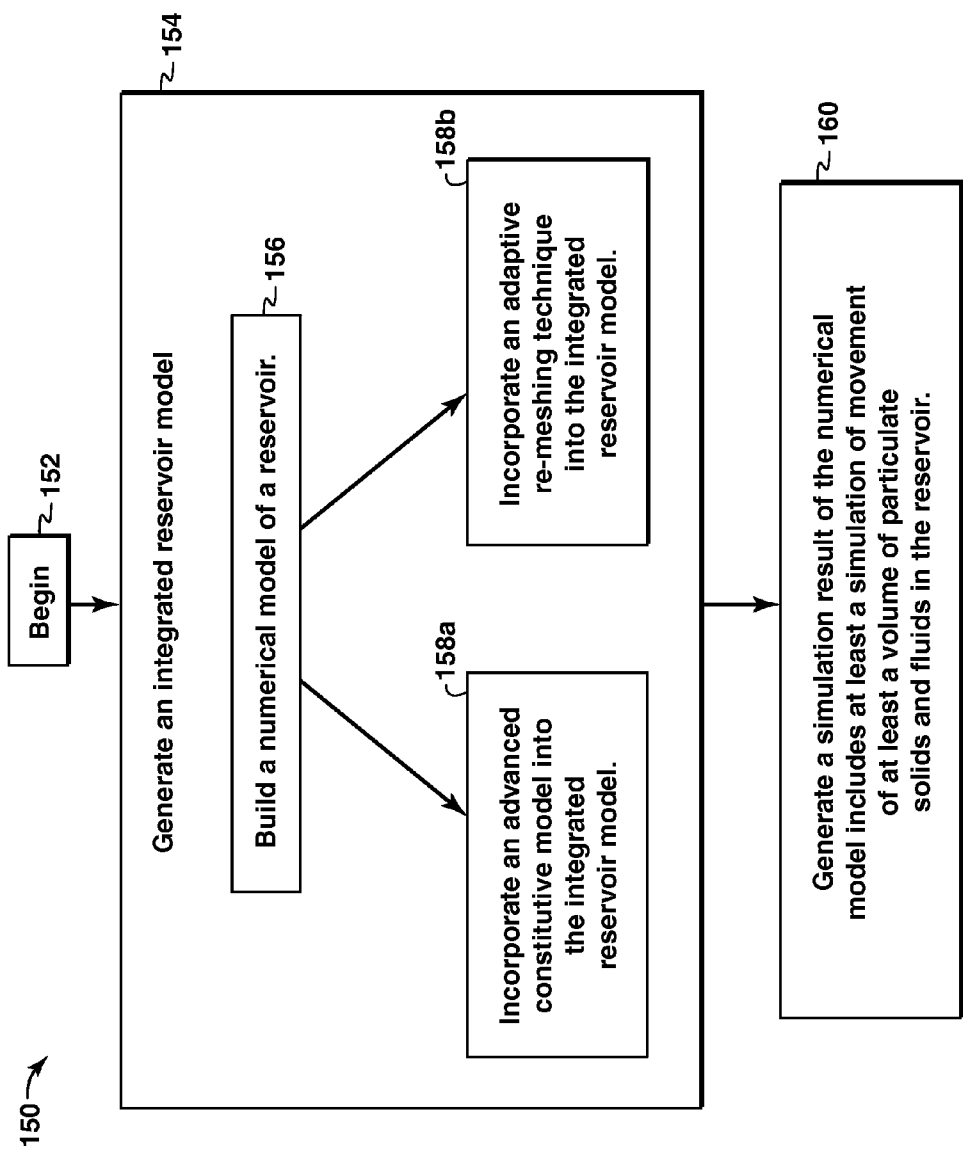 150
Begin
152
154
Generate an integrated reservoir model
156
Build a numerical model of a reservoir.
158a
Incorporate an advanced
constitutive model into
the integrated
reservoir model.
158b
Incorporate an adaptive
re-meshing technique
into the integrated
reservoir model.
160
Generate a simulation result of the numerical
model includes at least a simulation of movement
of at least a volume of particulate
solids and fluids in the reservoir.